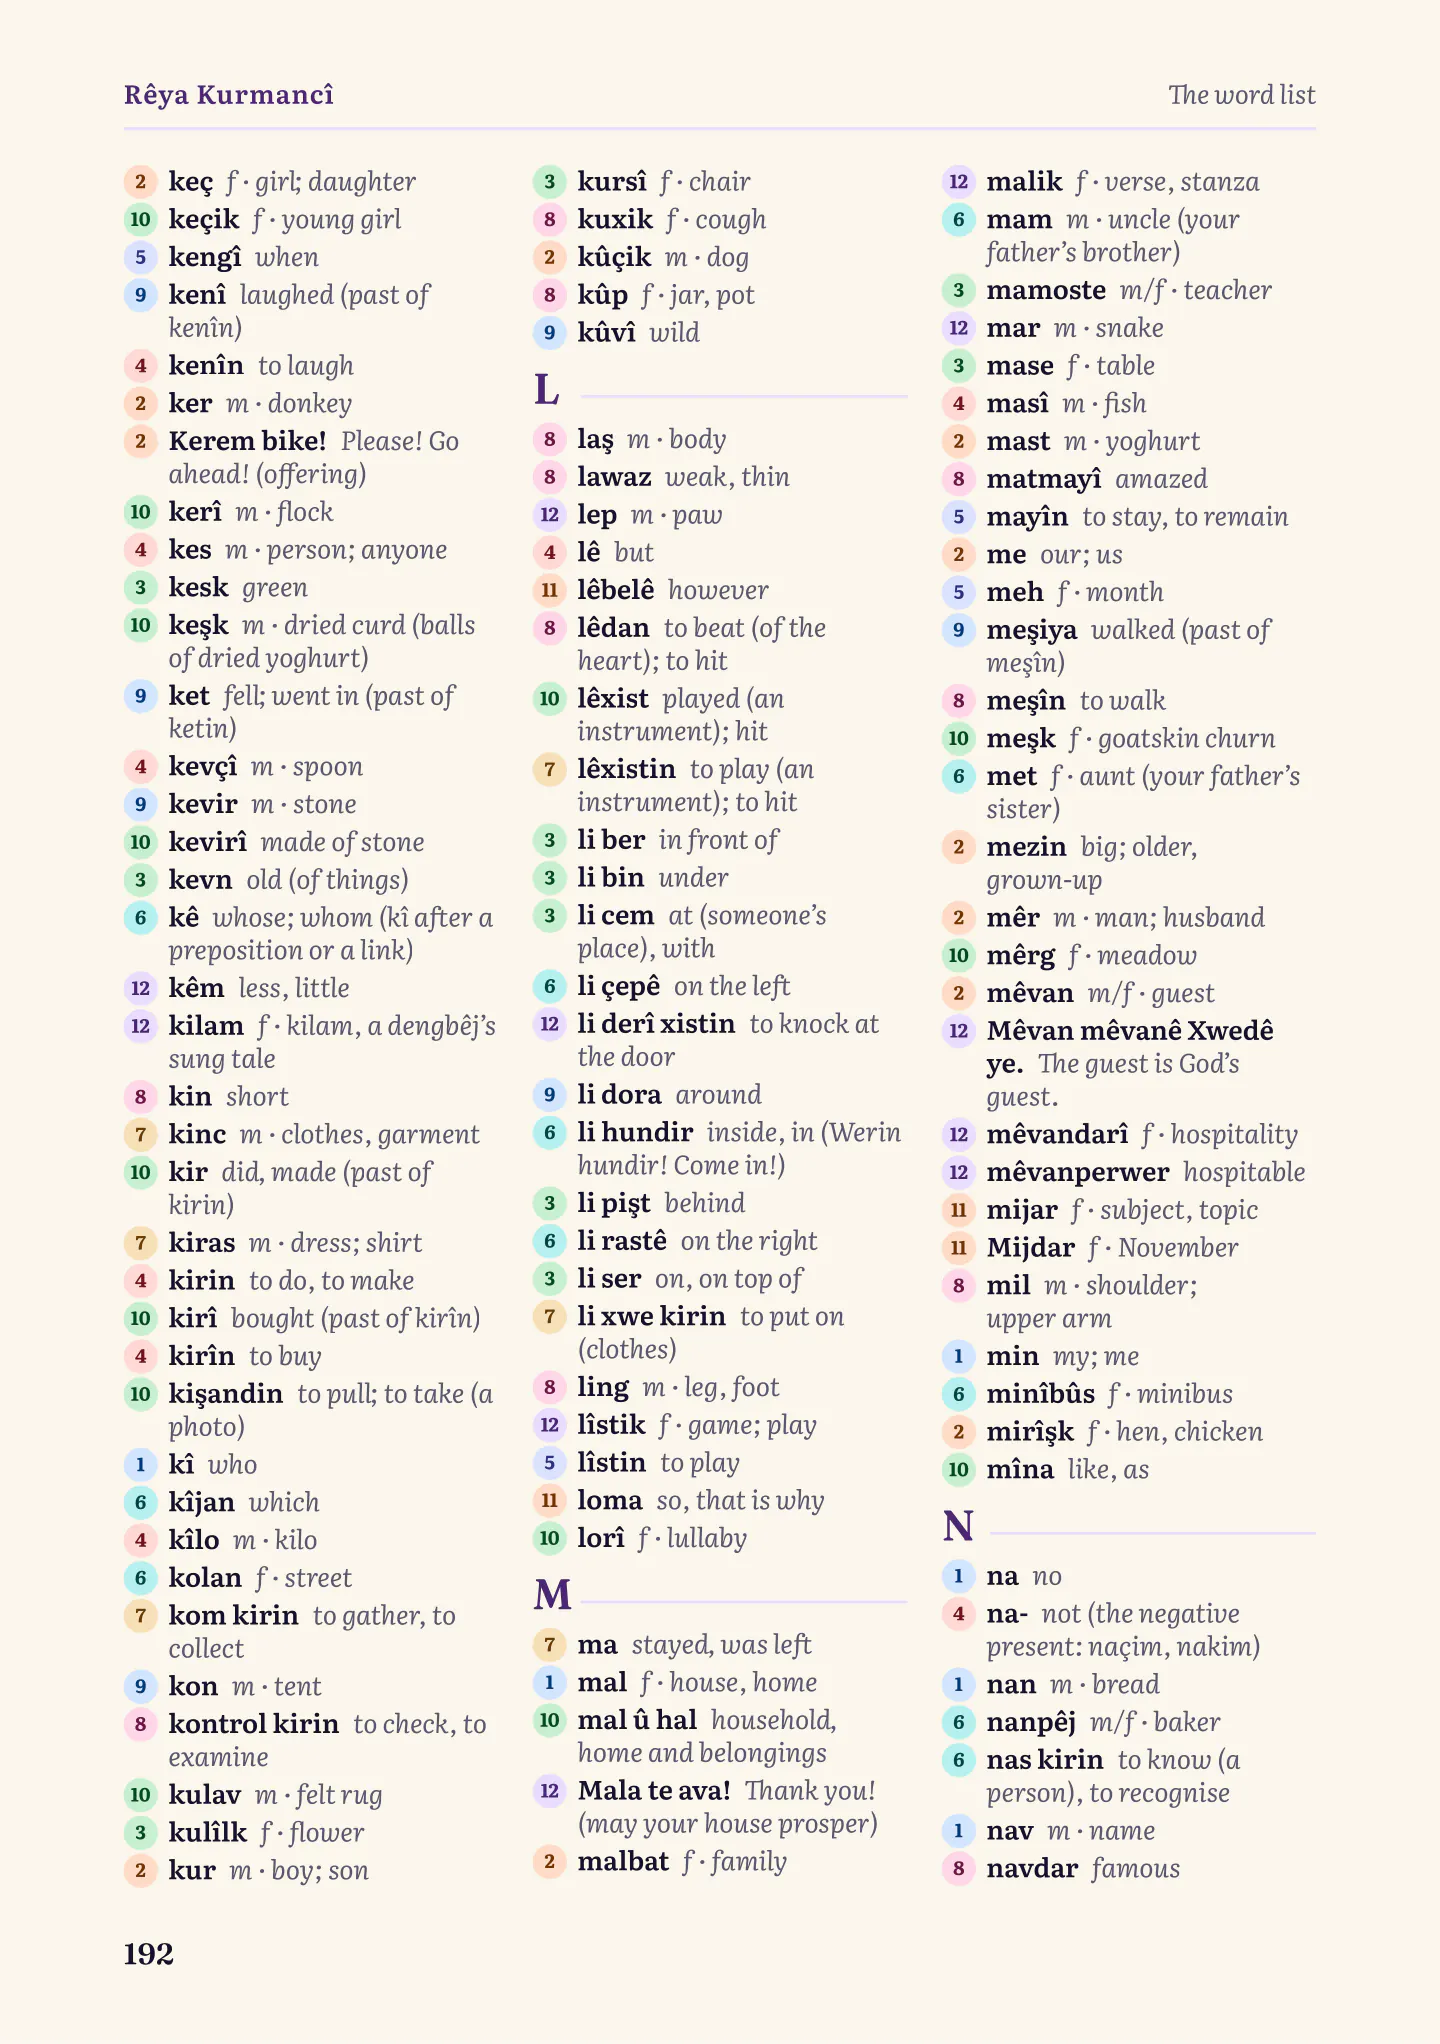 Rêya Kurmancî
The word list
2 keç f · girl; daughter
10 keçik f · young girl
5 kengî when
9 kenî laughed (past of
kenîn)
4 kenîn to laugh
2 ker m · donkey
2 Kerem bike! Please! Go
ahead! (offering)
10 kerî m · flock
4 kes m · person; anyone
3 kesk green
10 keşk m · dried curd (balls
of dried yoghurt)
9 ket fell; went in (past of
ketin)
4 kevçî m · spoon
9 kevir m · stone
10 kevirî made of stone
3 kevn old (of things)
6 kê whose; whom (kî after a
preposition or a link)
12 kêm less, little
12 kilam f · kilam, a dengbêj’s
sung tale
8 kin short
7 kinc m · clothes, garment
10 kir did, made (past of
kirin)
7 kiras m · dress; shirt
4 kirin to do, to make
10 kirî bought (past of kirîn)
4 kirîn to buy
10 kişandin to pull; to take (a
photo)
1 kî who
6 kîjan which
4 kîlo m · kilo
6 kolan f · street
7 kom kirin to gather, to
collect
9 kon m · tent
8 kontrol kirin to check, to
examine
10 kulav m · felt rug
3 kulîlk f · flower
2 kur m · boy; son
3 kursî f · chair
8 kuxik f · cough
2 kûçik m · dog
8 kûp f · jar, pot
9 kûvî wild
L
8 laş m · body
8 lawaz weak, thin
12 lep m · paw
4 lê but
11 lêbelê however
8 lêdan to beat (of the
heart); to hit
10 lêxist played (an
instrument); hit
7 lêxistin to play (an
instrument); to hit
3 li ber in front of
3 li bin under
3 li cem at (someone’s
place), with
6 li çepê on the left
12 li derî xistin to knock at
the door
9 li dora around
6 li hundir inside, in (Werin
hundir! Come in!)
3 li pişt behind
6 li rastê on the right
3 li ser on, on top of
7 li xwe kirin to put on
(clothes)
8 ling m · leg, foot
12 lîstik f · game; play
5 lîstin to play
11 loma so, that is why
10 lorî f · lullaby
M
7 ma stayed, was left
1 mal f · house, home
10 mal û hal household,
home and belongings
12 Mala te ava! Thank you!
(may your house prosper)
2 malbat f · family
12 malik f · verse, stanza
6 mam m · uncle (your
father’s brother)
3 mamoste m/f · teacher
12 mar m · snake
3 mase f · table
4 masî m · fish
2 mast m · yoghurt
8 matmayî amazed
5 mayîn to stay, to remain
2 me our; us
5 meh f · month
9 meşiya walked (past of
meşîn)
8 meşîn to walk
10 meşk f · goatskin churn
6 met f · aunt (your father’s
sister)
2 mezin big; older,
grown-up
2 mêr m · man; husband
10 mêrg f · meadow
2 mêvan m/f · guest
12 Mêvan mêvanê Xwedê
ye. The guest is God’s
guest.
12 mêvandarî f · hospitality
12 mêvanperwer hospitable
11 mijar f · subject, topic
11 Mijdar f · November
8 mil m · shoulder;
upper arm
1 min my; me
6 minîbûs f · minibus
2 mirîşk f · hen, chicken
10 mîna like, as
N
1 na no
4 na- not (the negative
present: naçim, nakim)
1 nan m · bread
6 nanpêj m/f · baker
6 nas kirin to know (a
person), to recognise
1 nav m · name
8 navdar famous
192